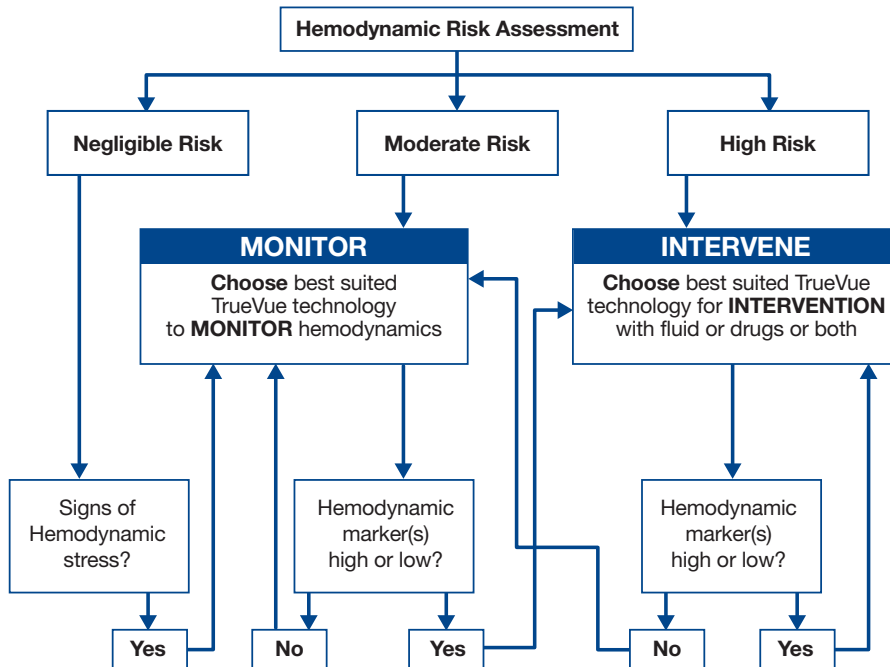 Hemodynamic Risk Assessment
Negligible Risk
Moderate Risk
High Risk
MONITOR
Choose best suited
TrueVue technology
to MONITOR hemodynamics
INTERVENE
Choose best suited TrueVue
technology for INTERVENTION
with fluid or drugs or both
Signs of
Hemodynamic
stress?
Hemodynamic
marker(s)
high or low?
Hemodynamic
marker(s)
high or low?
Yes
No
Yes
No
Yes